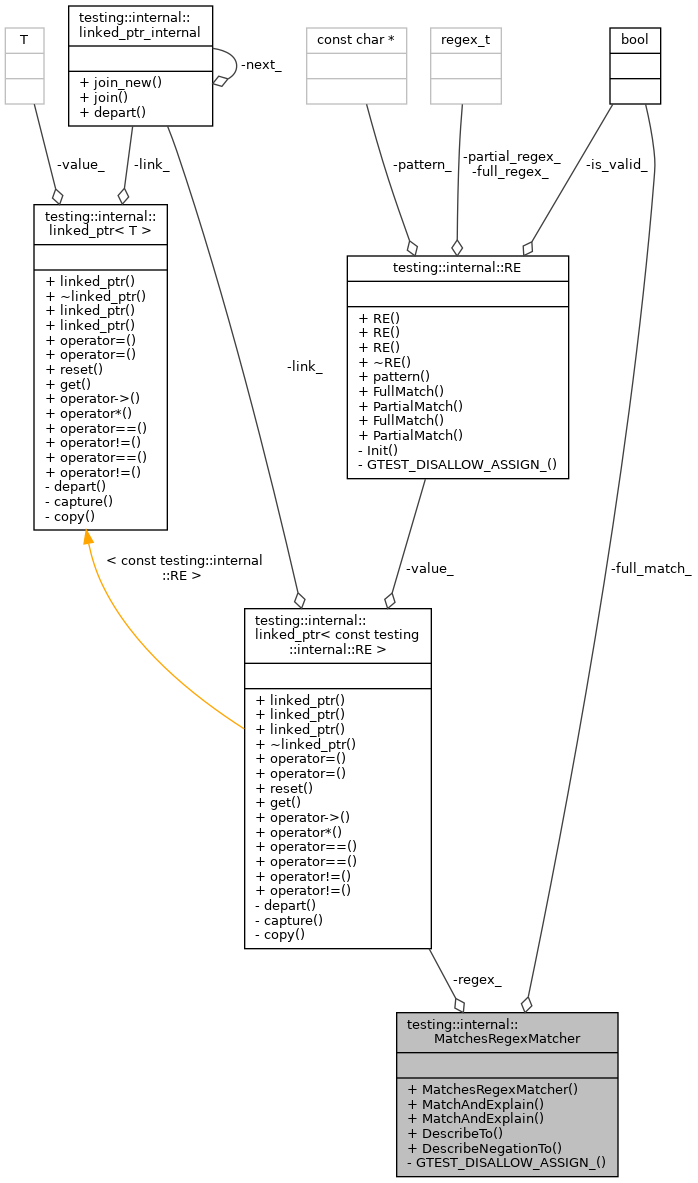 T
testing::internal::
linked_ptr_internal
+ join_new()
+ join()
+ depart()
-next_
const char *
regex_t
bool
-value_
-link_
-pattern_
-partial_regex_
-full_regex_
-is_valid_
testing::internal::
linked_ptr< T >
+ linked_ptr()
+ ~linked_ptr()
+ linked_ptr()
+ linked_ptr()
+ operator=()
+ operator=()
+ reset()
+ get()
+ operator->()
+ operator*()
+ operator==()
+ operator!=()
+ operator==()
+ operator!=()
- depart()
- capture()
- copy()
testing::internal::RE
+ RE()
+ RE()
+ RE()
+ ~RE()
+ pattern()
+ FullMatch()
+ PartialMatch()
+ FullMatch()
+ PartialMatch()
- Init()
- GTEST_DISALLOW_ASSIGN_()
-link_
< const testing::internal
::RE >
-value_
-full_match_
testing::internal::
linked_ptr< const testing
::internal::RE >
+ linked_ptr()
+ linked_ptr()
+ linked_ptr()
+ ~linked_ptr()
+ operator=()
+ operator=()
+ reset()
+ get()
+ operator->()
+ operator*()
+ operator==()
+ operator==()
+ operator!=()
+ operator!=()
- depart()
- capture()
- copy()
-regex_
testing::internal::
MatchesRegexMatcher
+ MatchesRegexMatcher()
+ MatchAndExplain()
+ MatchAndExplain()
+ DescribeTo()
+ DescribeNegationTo()
- GTEST_DISALLOW_ASSIGN_()